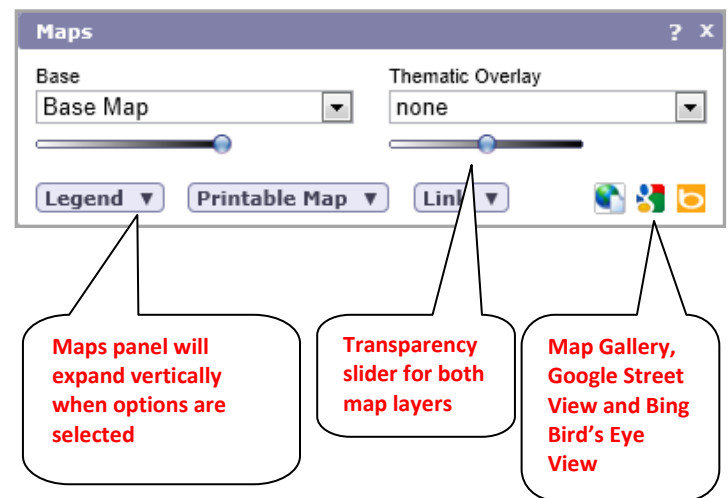 Maps ? x
Base Thematic Overlay
Base Map none
Legend ▼ Printable Map ▼ Link ▼
Maps panel will
expand vertically
when options are
selected
Transparency
slider for both
map layers
Map Gallery,
Google Street
View and Bing
Bird's Eye
View